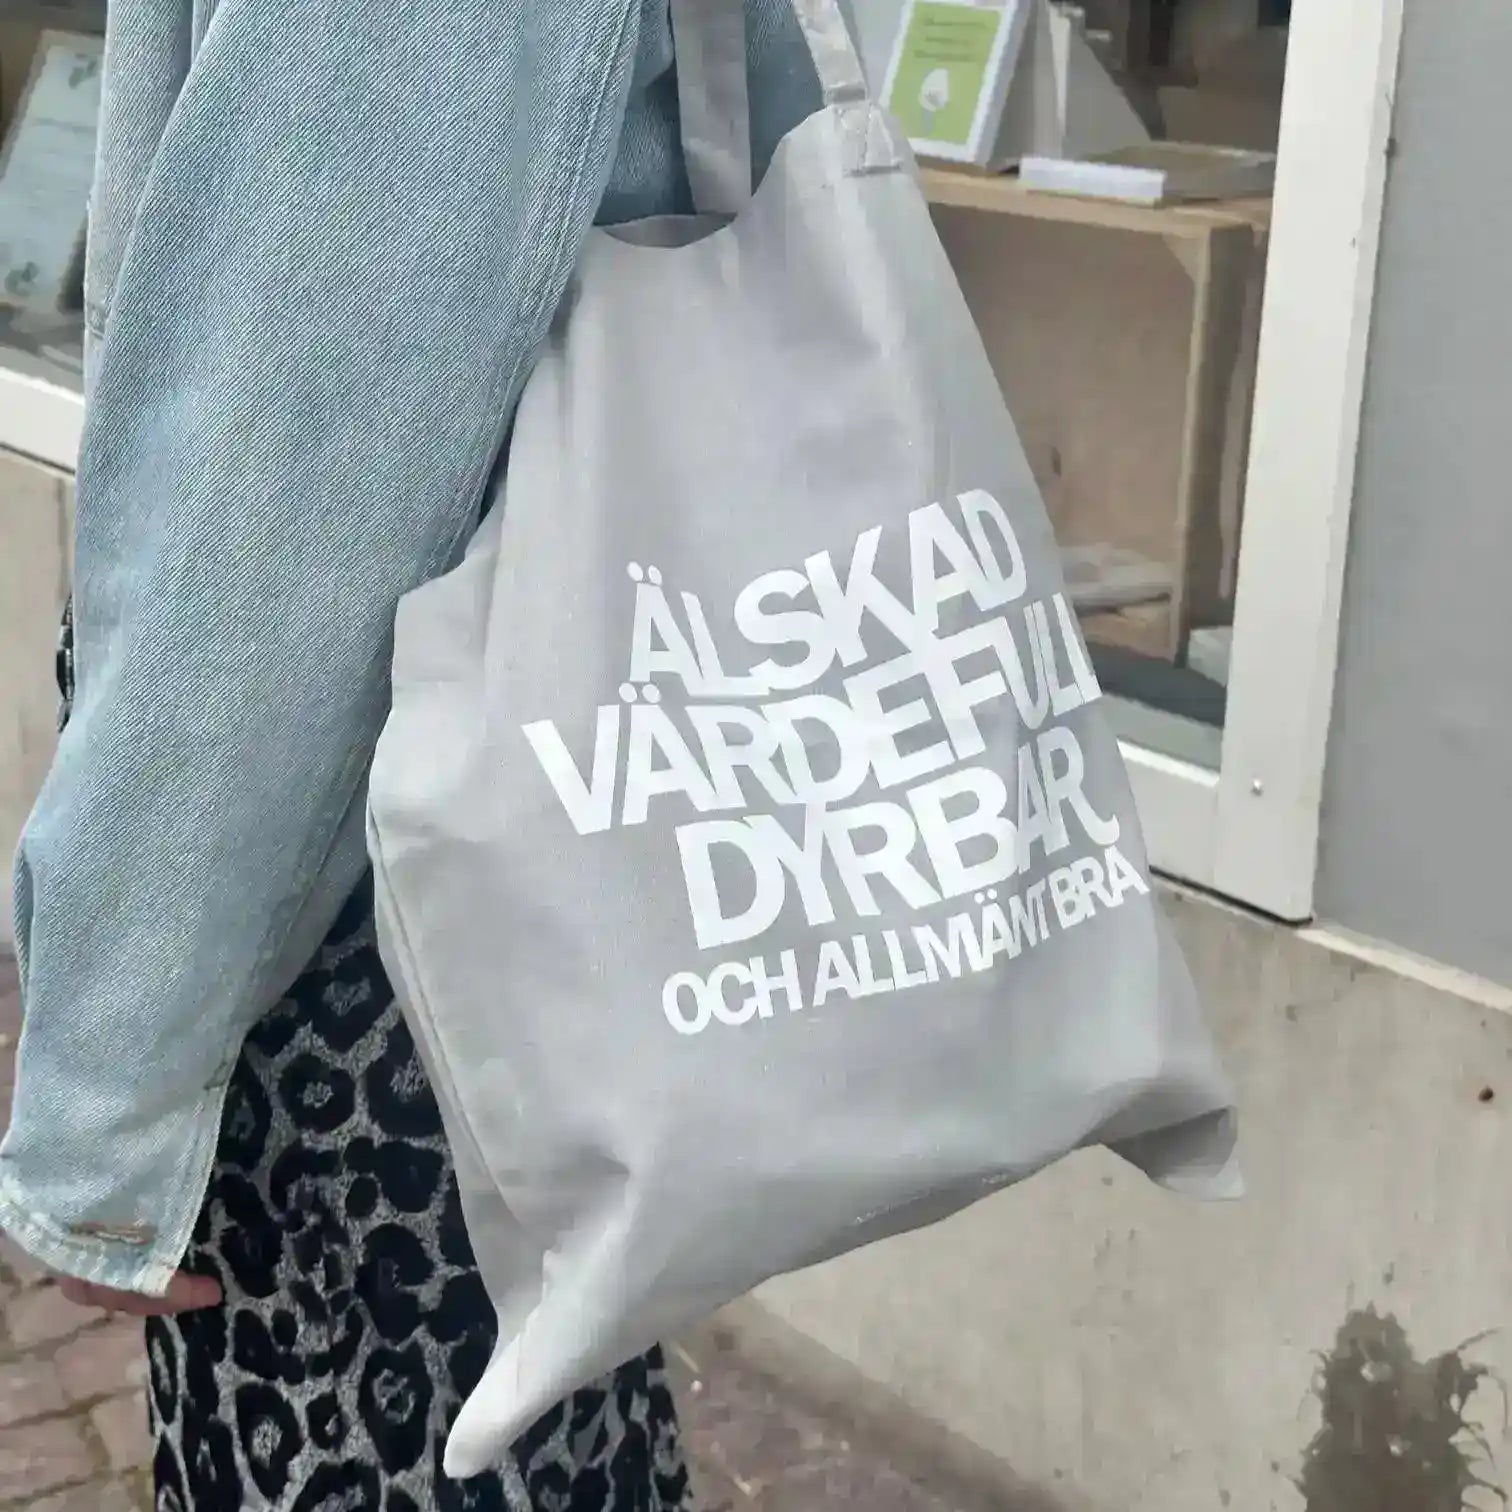 ÄLSKAD
VÄRDEFULL
DYRBAR
OCH ALLMÄNT BRA